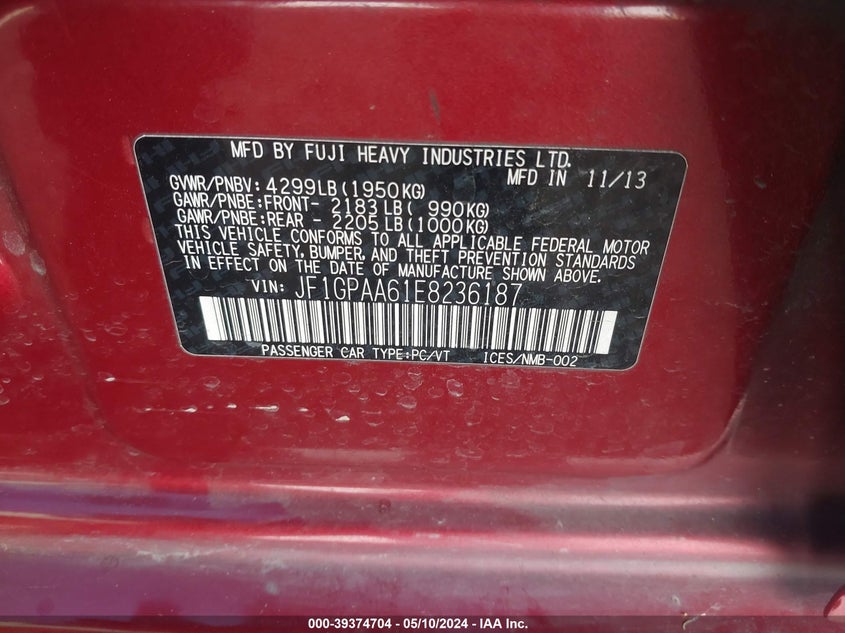 MFD BY FUJI HEAVY INDUSTRIES LTD.
MFD IN 11/13
GVWR/PNBV: 4299LB(1950KG)
GAWR/PNBE:FRONT- 2183LB( 990KG)
GAWR/PNBE:REAR - 2205LB(1000KG)
THIS VEHICLE CONFORMS TO ALL APPLICABLE FEDERAL MOTOR
VEHICLE SAFETY, BUMPER, AND THEFT PREVENTION STANDARDS
IN EFFECT ON THE DATE OF MANUFACTURE SHOWN ABOVE.
VIN: JF1GPAA61E8236187
PASSENGER CAR TYPE:PC/VT ICES/NMB-002
000-39374704 - 05/10/2024 - IAA Inc.